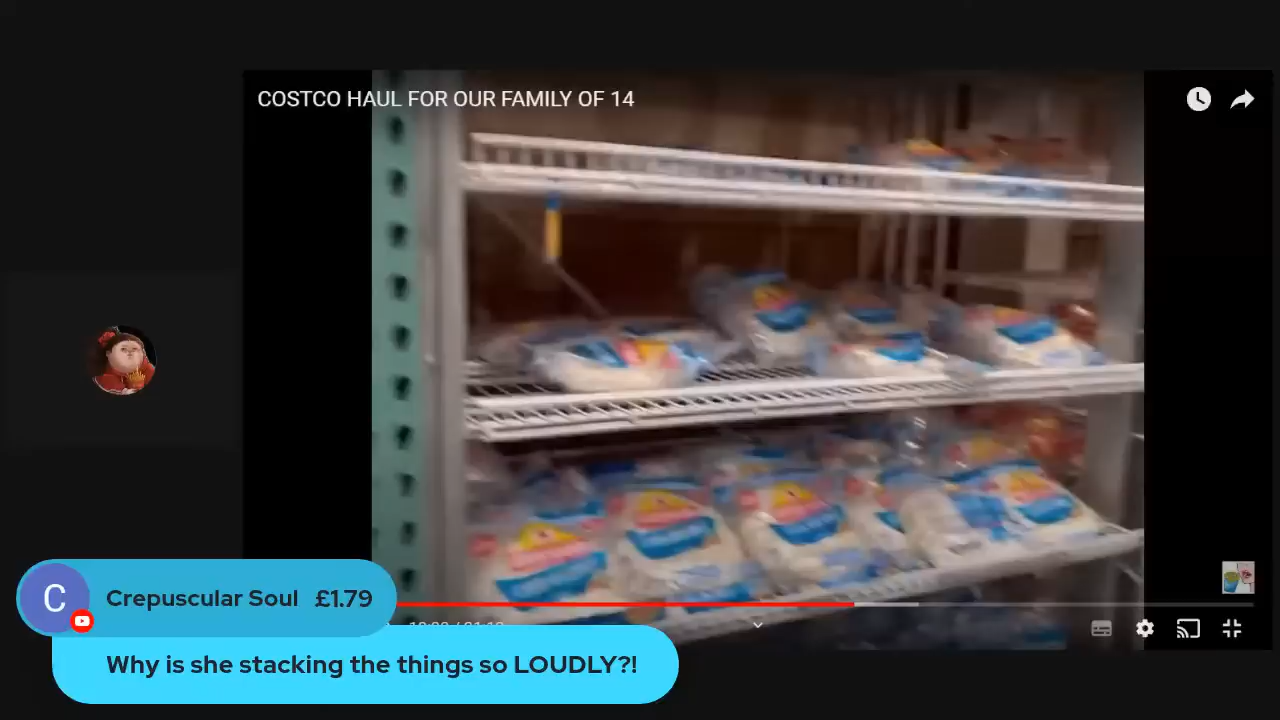 COSTCO HAUL FOR OUR FAMILY OF 14
C
Crepuscular Soul £1.79
Why is she stacking the things so LOUDLY?!